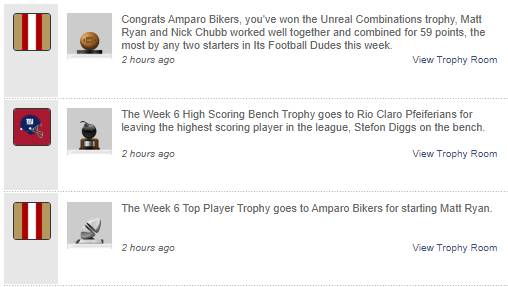 Congrats Amparo Bikers, you've won the Unreal Combinations trophy, Matt
Ryan and Nick Chubb worked well together and combined for 59 points, the
most by any two starters in Its Football Dudes this week.
2 hours ago View Trophy Room
The Week 6 High Scoring Bench Trophy goes to Rio Claro Pfeiferians for
leaving the highest scoring player in the league, Stefon Diggs on the bench.
2 hours ago View Trophy Room
The Week 6 Top Player Trophy goes to Amparo Bikers for starting Matt Ryan.
2 hours ago View Trophy Room